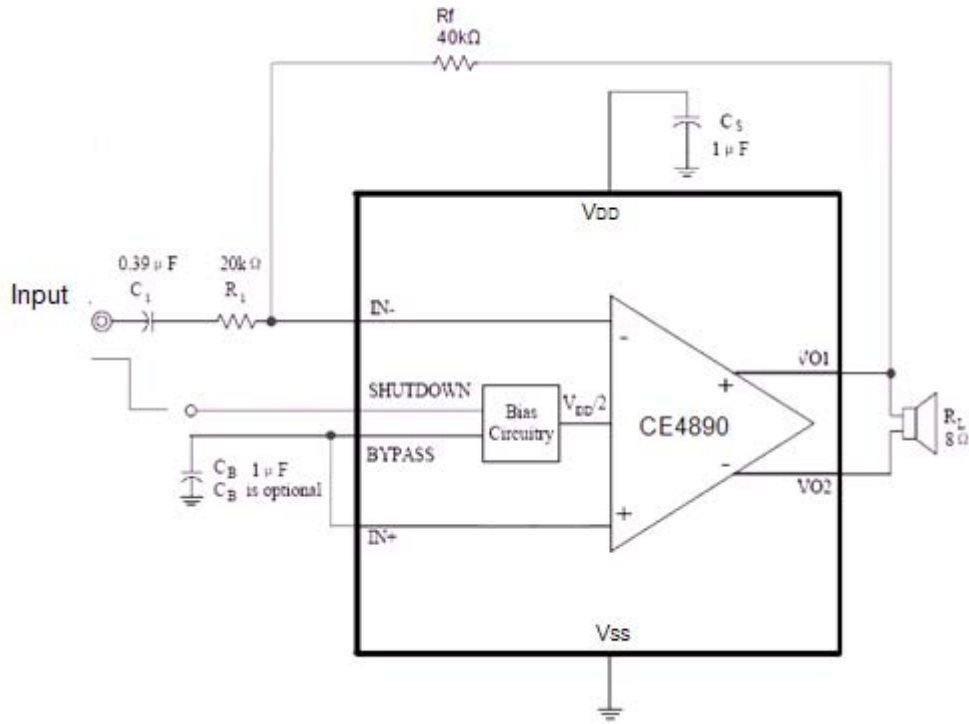 Rf
40kΩ
C5
1μF
VDD
0.39μF
20kΩ
Input
C1
R1
IN-
-
VO1
SHUTDOWN
+
Bias
Circuitry
VDD/2
CE4890
RL
8Ω
BYPASS
-
CB 1μF
CB is optional
VO2
+
IN+
Vss